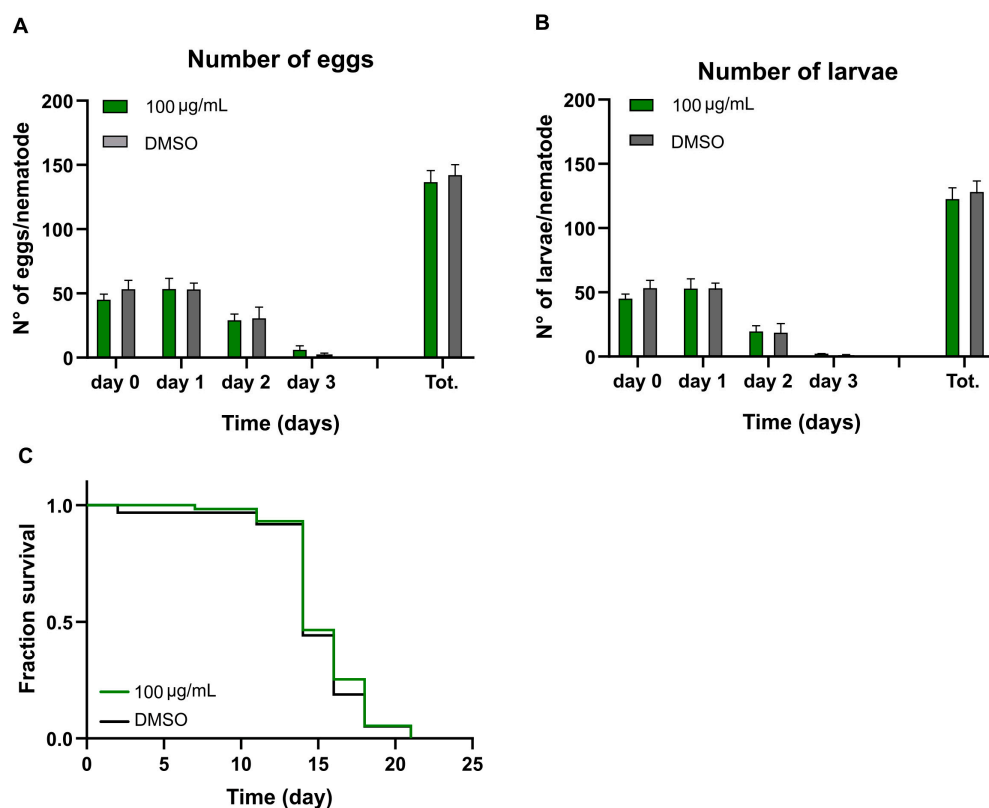 A
Number of eggs
N° of eggs/nematode
200
150
100
50
0
100 µg/mL
DMSO
day 0 day 1 day 2 day 3 Tot.
Time (days)
B
Number of larvae
N° of larvae/nematode
200
150
100
50
0
100 µg/mL
DMSO
day 0 day 1 day 2 day 3 Tot.
Time (days)
C
Fraction survival
1.0
0.5
0.0
100 µg/mL
DMSO
0 5 10 15 20 25
Time (day)